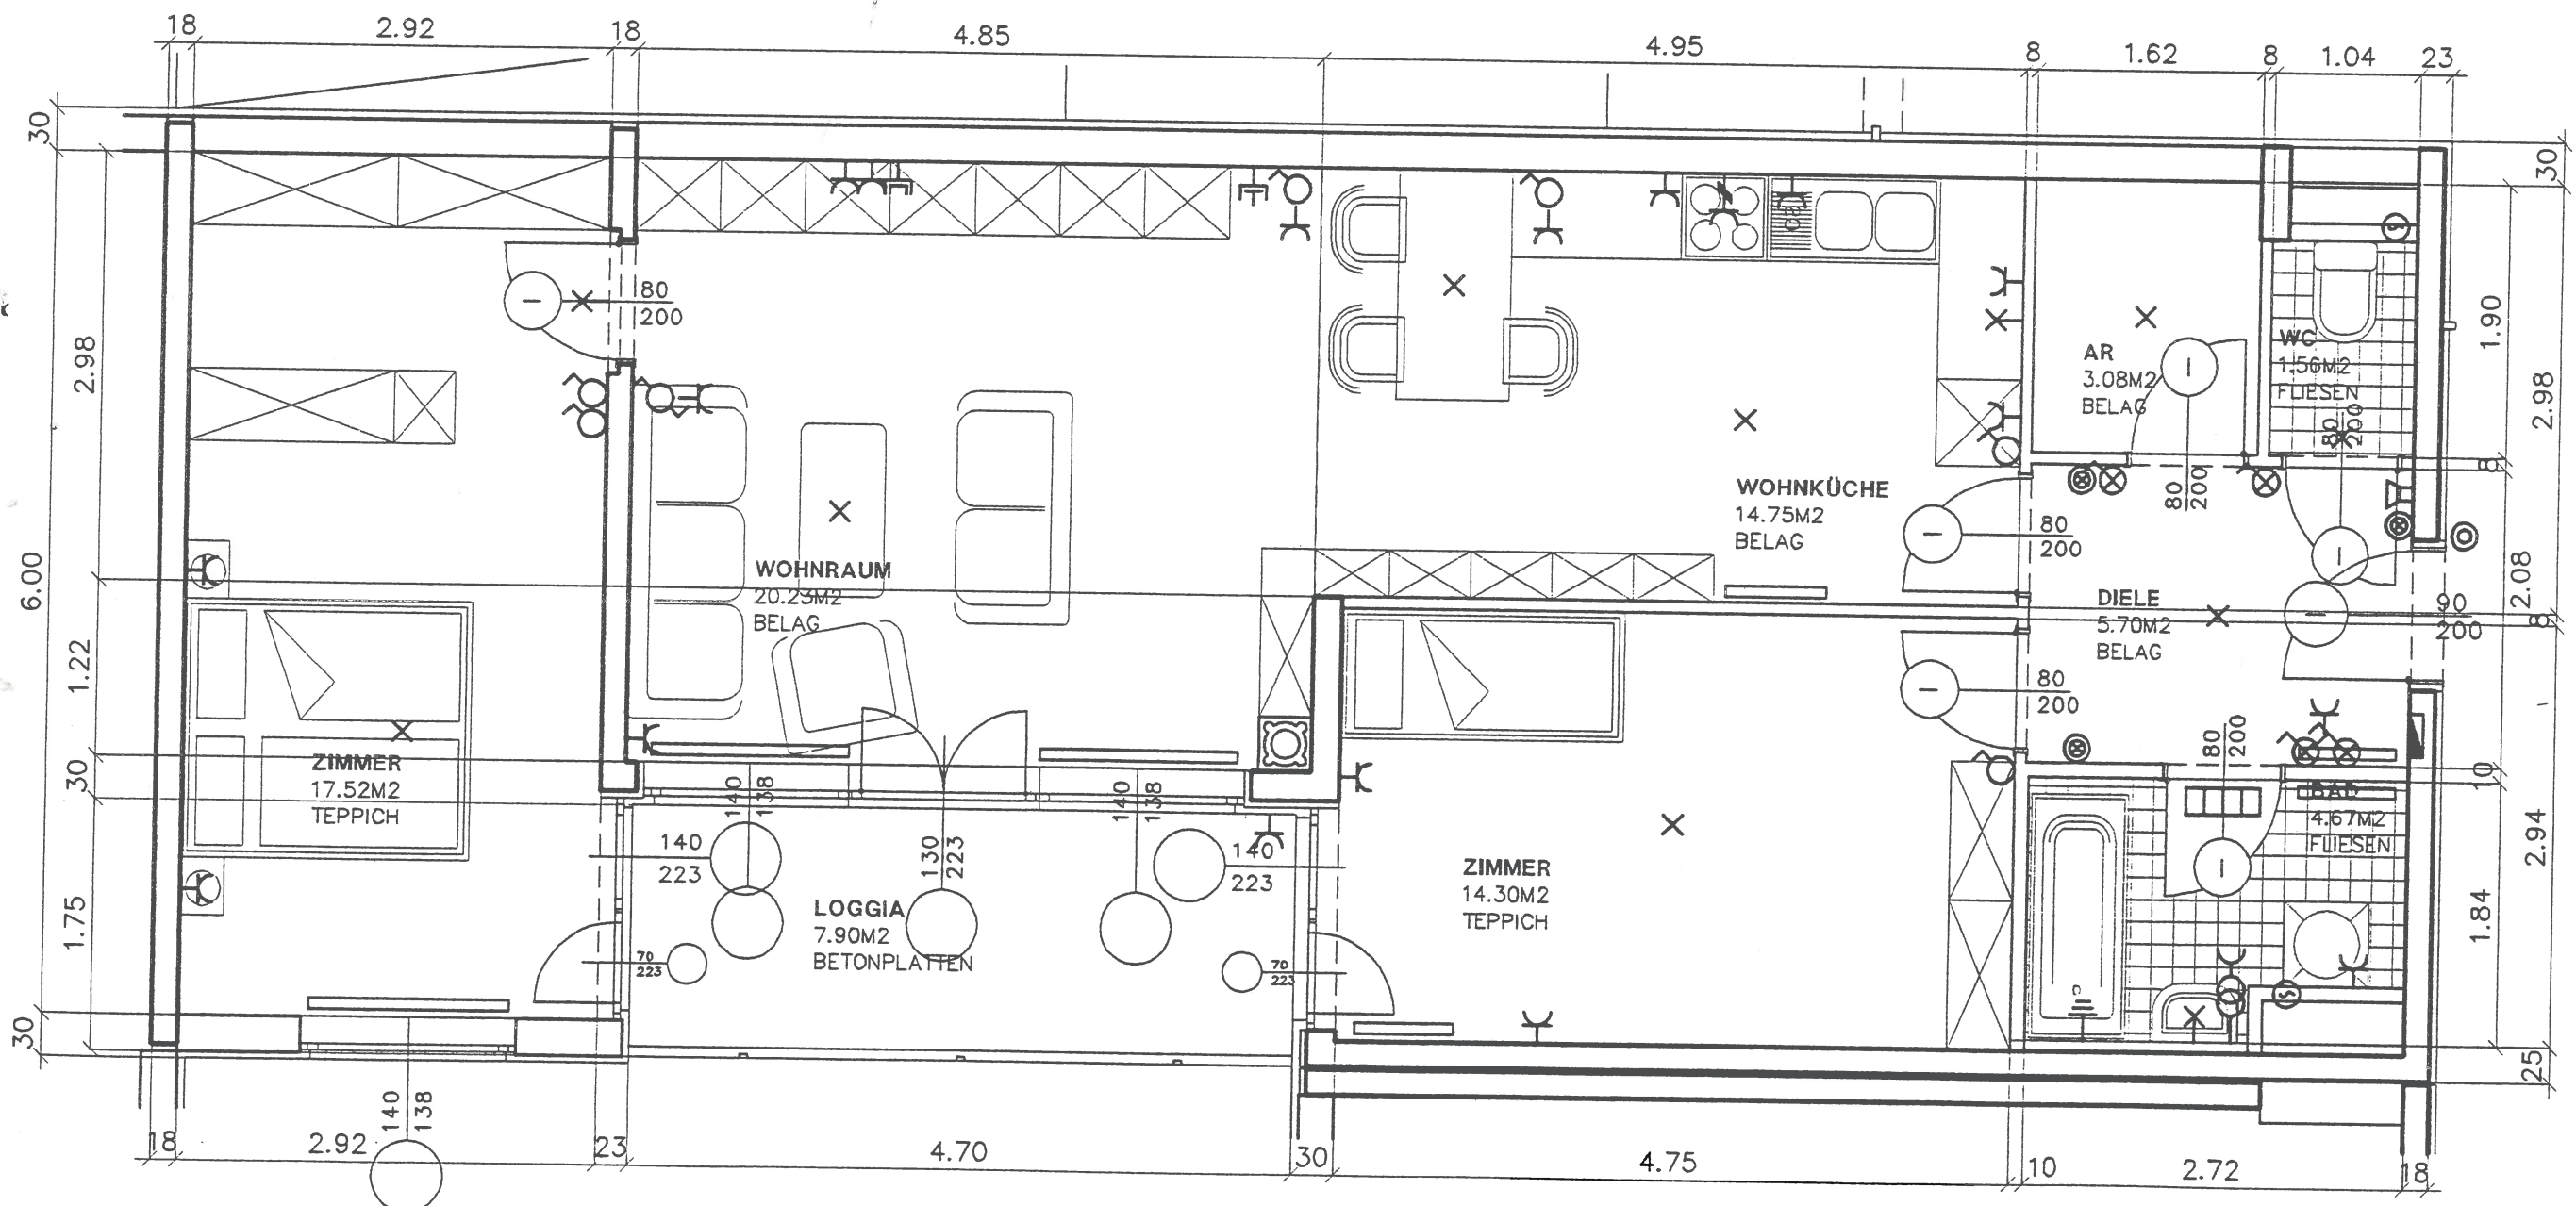 18 2.92 18 4.85 4.95 8 1.62 8 1.04 23
30
30
2.98
6.00
1.22
30
1.75
30
80
200
WOHNRAUM
20.23M2
BELAG
ZIMMER
17.52M2
TEPPICH
WOHNKÜCHE
14.75M2
BELAG
80
200
AR
3.08M2
BELAG
80
200
WC
1.56M2
FLIESEN
80
200
DIELE
5.70M2
BELAG
90
200
80
200
80
200
BAD
4.67M2
FLIESEN
ZIMMER
14.30M2
TEPPICH
LOGGIA
7.90M2
BETONPLATTEN
140
138
140
138
130
223
140
223
140
223
70
223
70
223
140
138
1.90
2.98
8
2.08
8
10
2.94
1.84
25
18 2.92 23 4.70 30 4.75 10 2.72 18